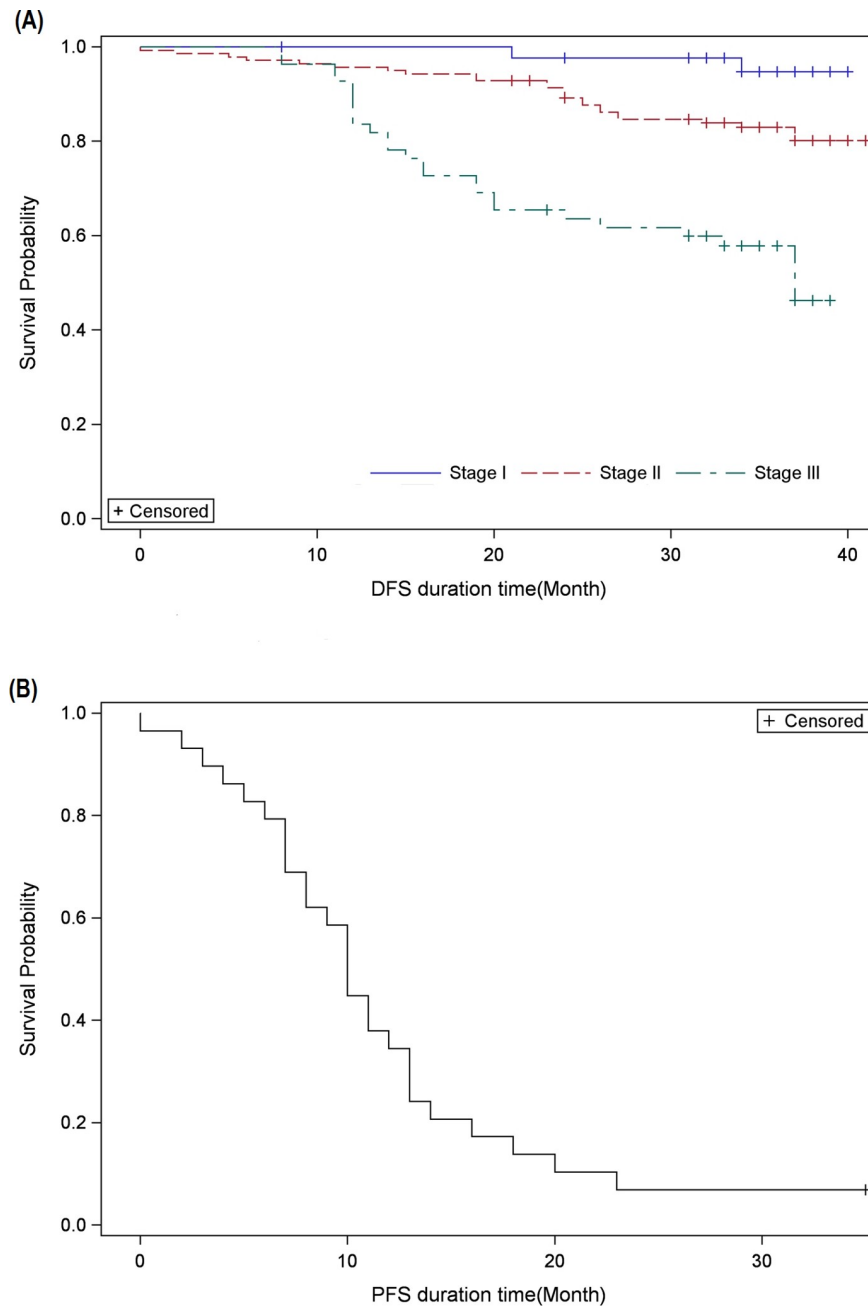 (A)
1.0
0.8
0.6
0.4
0.2
0.0
Survival Probability
Stage I Stage II Stage III
+ Censored
0 10 20 30 40
DFS duration time(Month)
(B)
1.0
0.8
0.6
0.4
0.2
0.0
Survival Probability
+ Censored
0 10 20 30
PFS duration time(Month)